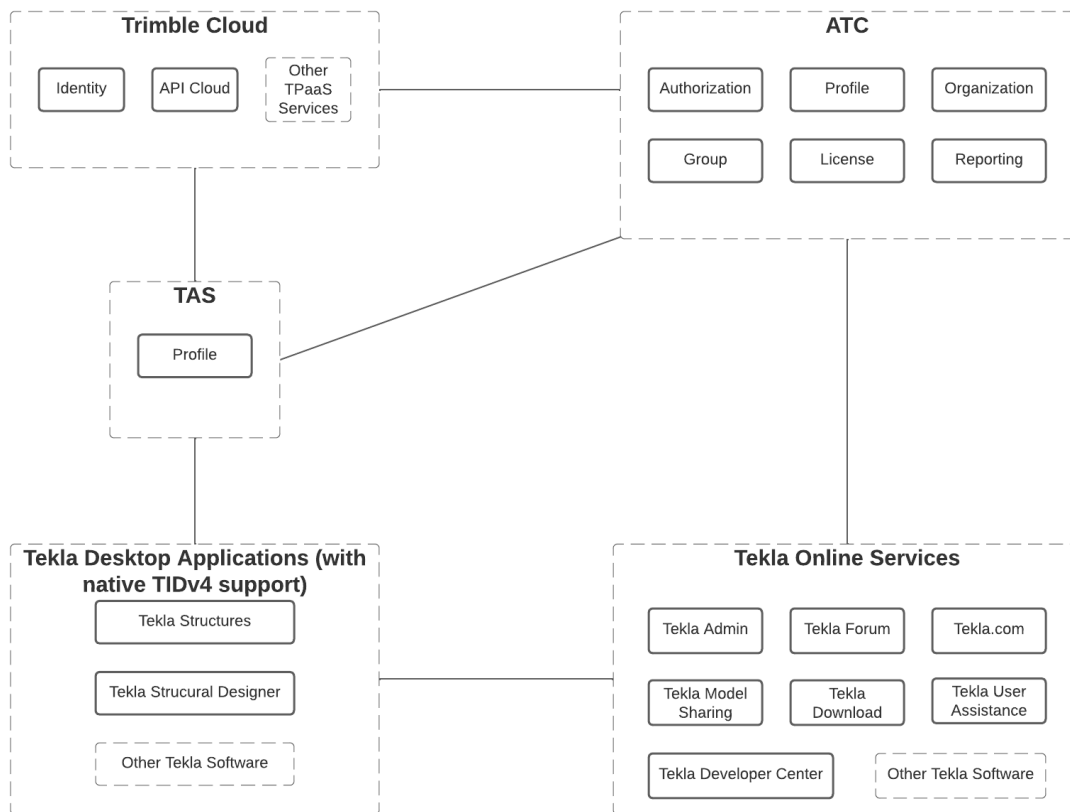 Trimble Cloud
Identity
API Cloud
Other
TPaaS
Services
ATC
Authorization
Profile
Organization
Group
License
Reporting
TAS
Profile
Tekla Desktop Applications (with
native TIDv4 support)
Tekla Structures
Tekla Strucural Designer
Other Tekla Software
Tekla Online Services
Tekla Admin
Tekla Forum
Tekla.com
Tekla Model
Sharing
Tekla
Download
Tekla User
Assistance
Tekla Developer Center
Other Tekla Software